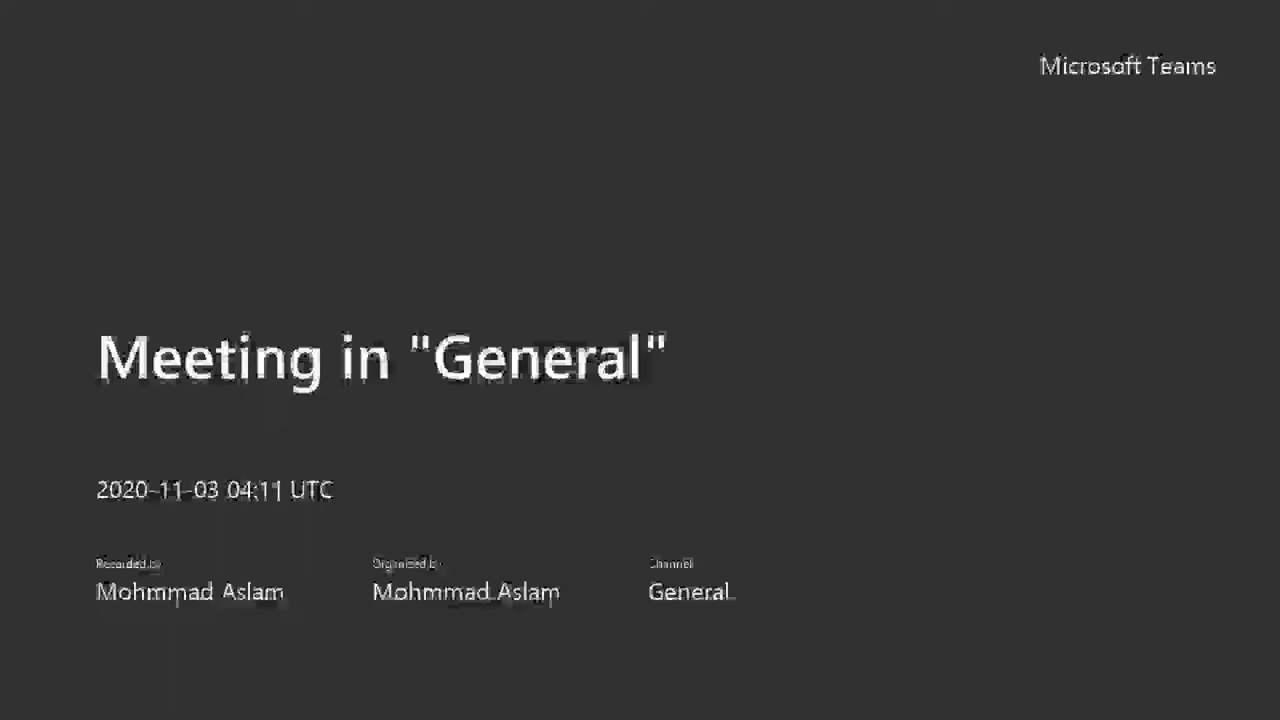 Microsoft Teams
Meeting in "General"
2020-11-03 04:11 UTC
Recorded by
Organized by
Channel
Mohmmad Aslam
Mohmmad Aslam
General